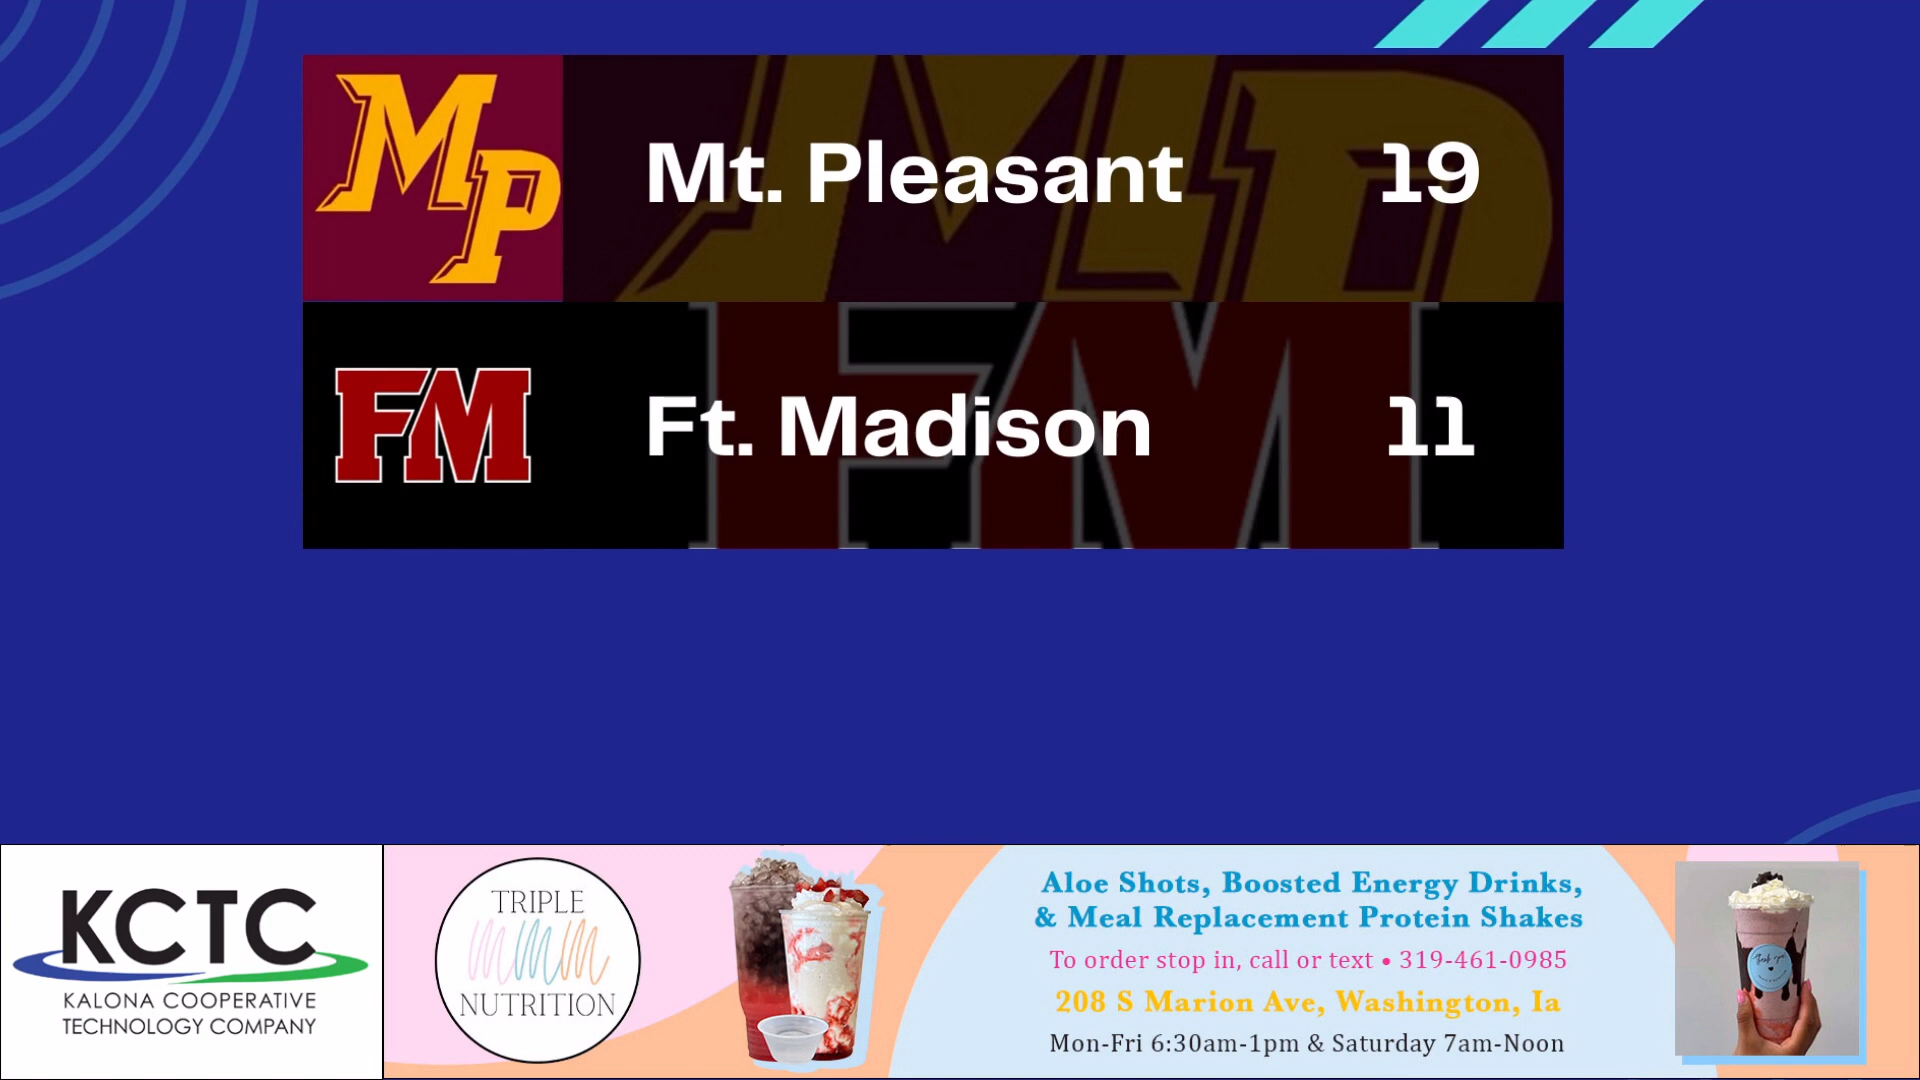 MP
Mt. Pleasant 19
FM
Ft. Madison 11
KCTC
KALONA COOPERATIVE
TECHNOLOGY COMPANY
TRIPLE
NUTRITION
Aloe Shots, Boosted Energy Drinks,
& Meal Replacement Protein Shakes
To order stop in, call or text • 319-461-0985
208 S Marion Ave, Washington, Ia
Mon-Fri 6:30am-1pm & Saturday 7am-Noon
Thank you!